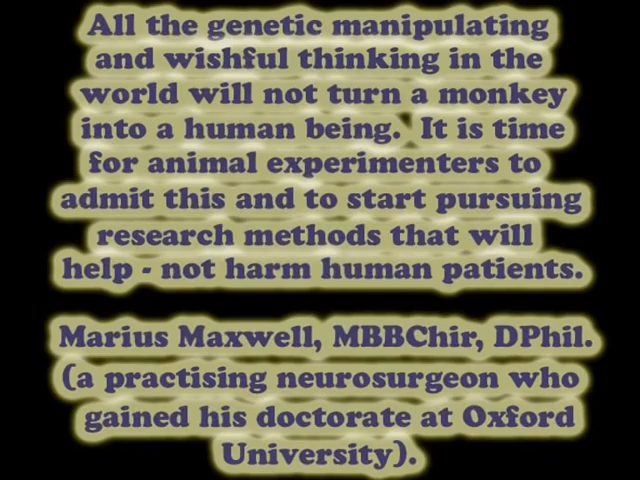 All the genetic manipulating
and wishful thinking in the
world will not turn a monkey
into a human being. It is time
for animal experimenters to
admit this and to start pursuing
research methods that will
help - not harm human patients.
Marius Maxwell, MBBChir, DPhil.
(a practising neurosurgeon who
gained his doctorate at Oxford
University).